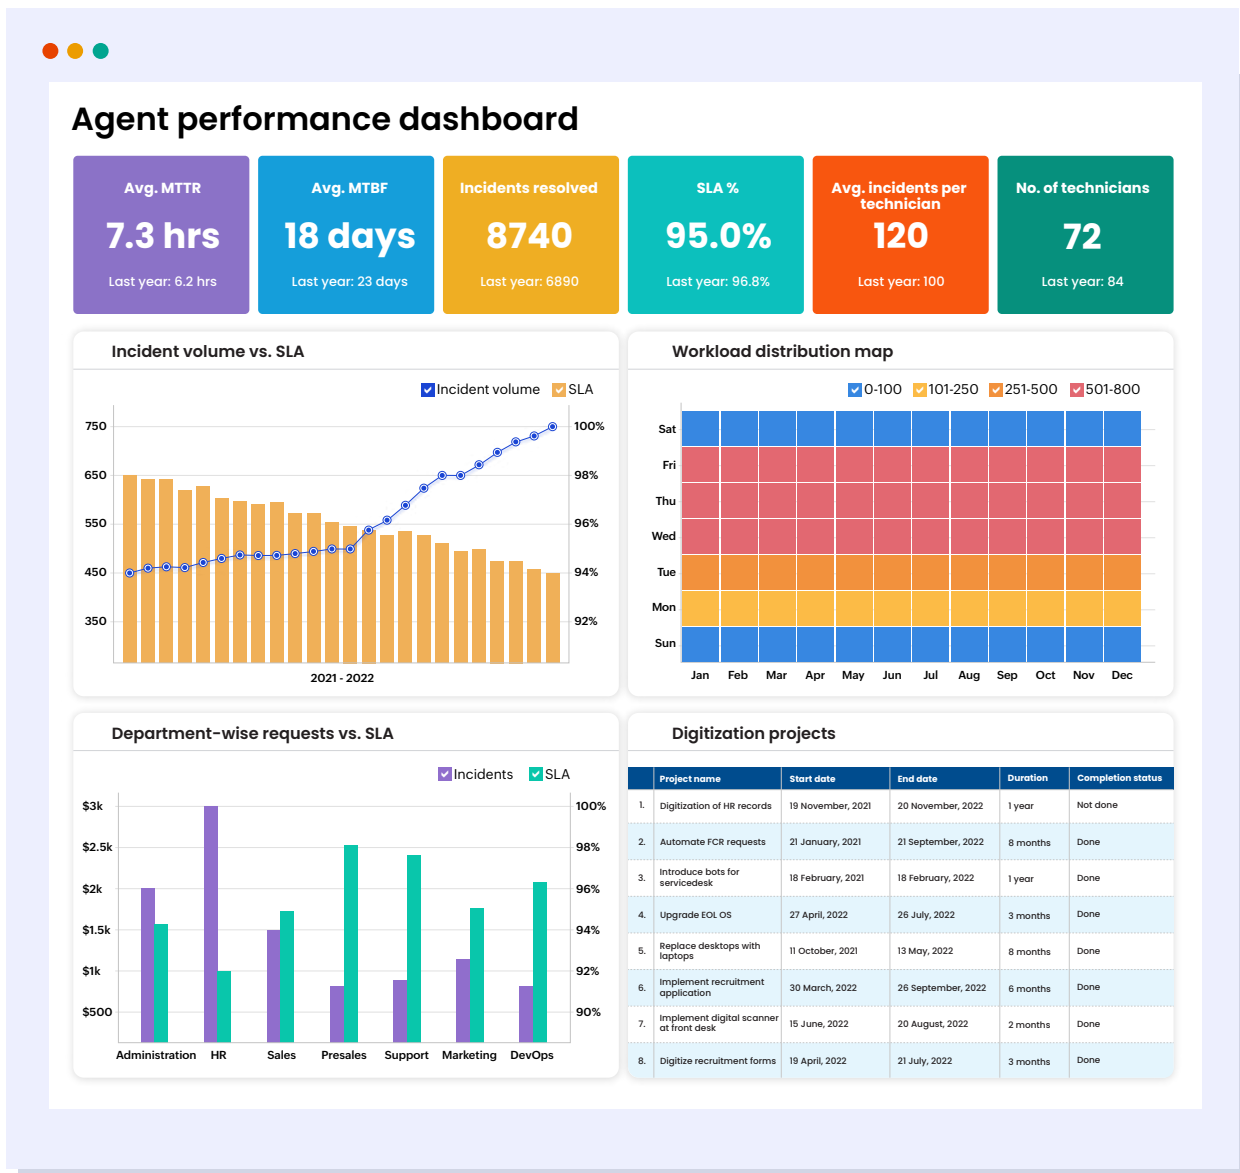 Agent performance dashboard
Avg. MTTR
7.3 hrs
Last year: 6.2 hrs
Avg. MTBF
18 days
Last year: 23 days
Incidents resolved
8740
Last year: 6890
SLA %
95.0%
Last year: 96.8%
Avg. incidents per
technician
120
Last year: 100
No. of technicians
72
Last year: 84
Incident volume vs. SLA
Incident volume SLA
750 100%
650 98%
550 96%
450 94%
350 92%
2021 - 2022
Workload distribution map
0-100 101-250 251-500 501-800
Sat
Fri
Thu
Wed
Tue
Mon
Sun
Jan Feb Mar Apr May Jun Jul Aug Sep Oct Nov Dec
Department-wise requests vs. SLA
Incidents SLA
$3k 100%
$2.5k 98%
$2k 96%
$1.5k 94%
$1k 92%
$500 90%
Administration HR Sales Presales Support Marketing DevOps
Digitization projects
Project name Start date End date Duration Completion status
1. Digitization of HR records 19 November, 2021 20 November, 2022 1 year Not done
2. Automate FCR requests 21 January, 2021 21 September, 2022 8 months Done
3. Introduce bots for
servicedesk 18 February, 2021 18 February, 2022 1 year Done
4. Upgrade EOL OS 27 April, 2022 26 July, 2022 3 months Done
5. Replace desktops with
laptops 11 October, 2021 13 May, 2022 8 months Done
6. Implement recruitment
application 30 March, 2022 26 September, 2022 6 months Done
7. Implement digital scanner
at front desk 15 June, 2022 20 August, 2022 2 months Done
8. Digitize recruitment forms 19 April, 2022 21 July, 2022 3 months Done